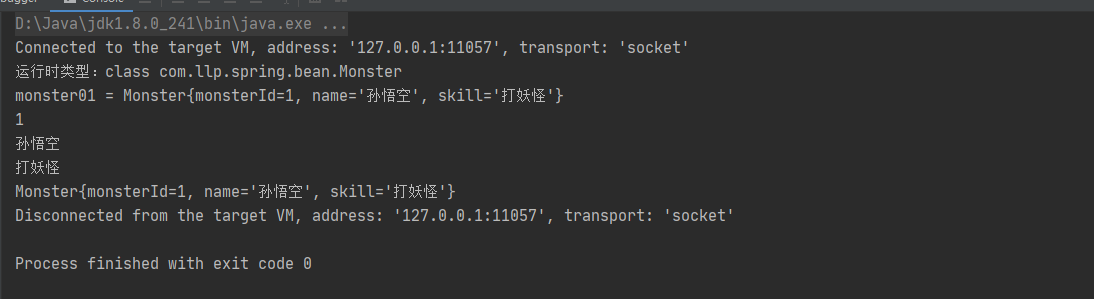 Console
D:\Java\jdk1.8.0_241\bin\java.exe ...
Connected to the target VM, address: '127.0.0.1:11057', transport: 'socket'
运行时类型：class com.llp.spring.bean.Monster
monster01 = Monster{monsterId=1, name='孙悟空', skill='打妖怪'}
1
孙悟空
打妖怪
Monster{monsterId=1, name='孙悟空', skill='打妖怪'}
Disconnected from the target VM, address: '127.0.0.1:11057', transport: 'socket'
Process finished with exit code 0